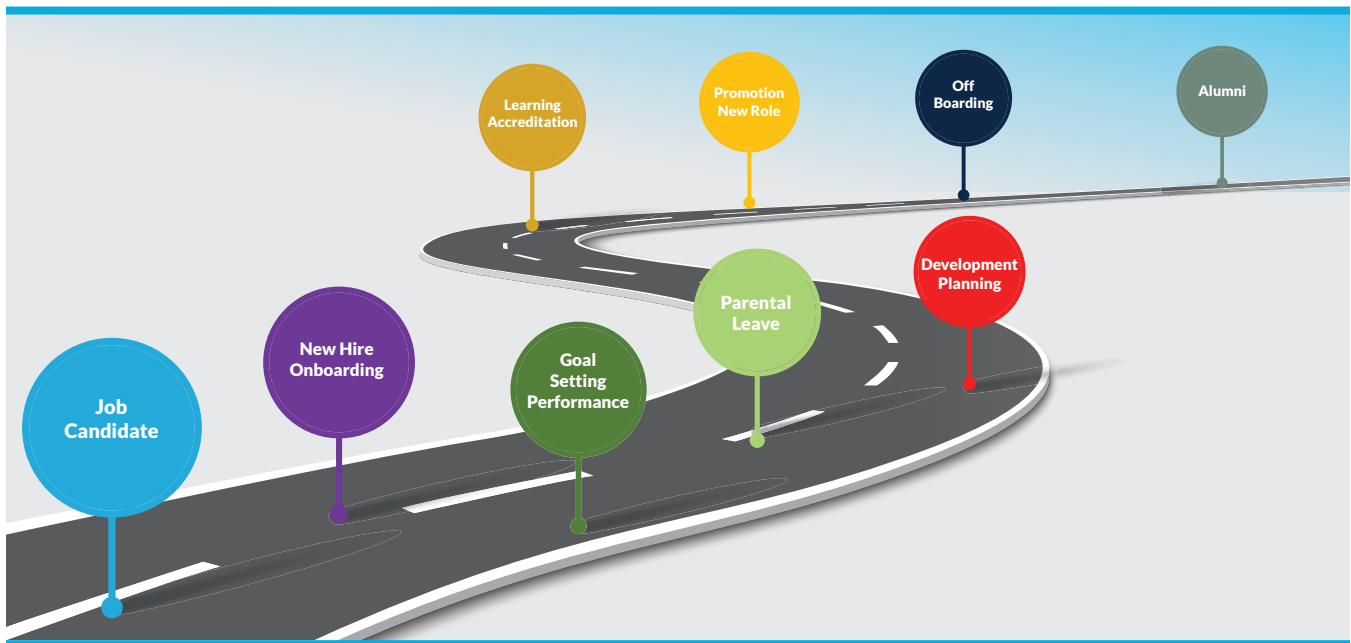 Job
Candidate
New Hire
Onboarding
Goal
Setting
Performance
Parental
Leave
Development
Planning
Learning
Accreditation
Promotion
New Role
Off
Boarding
Alumni